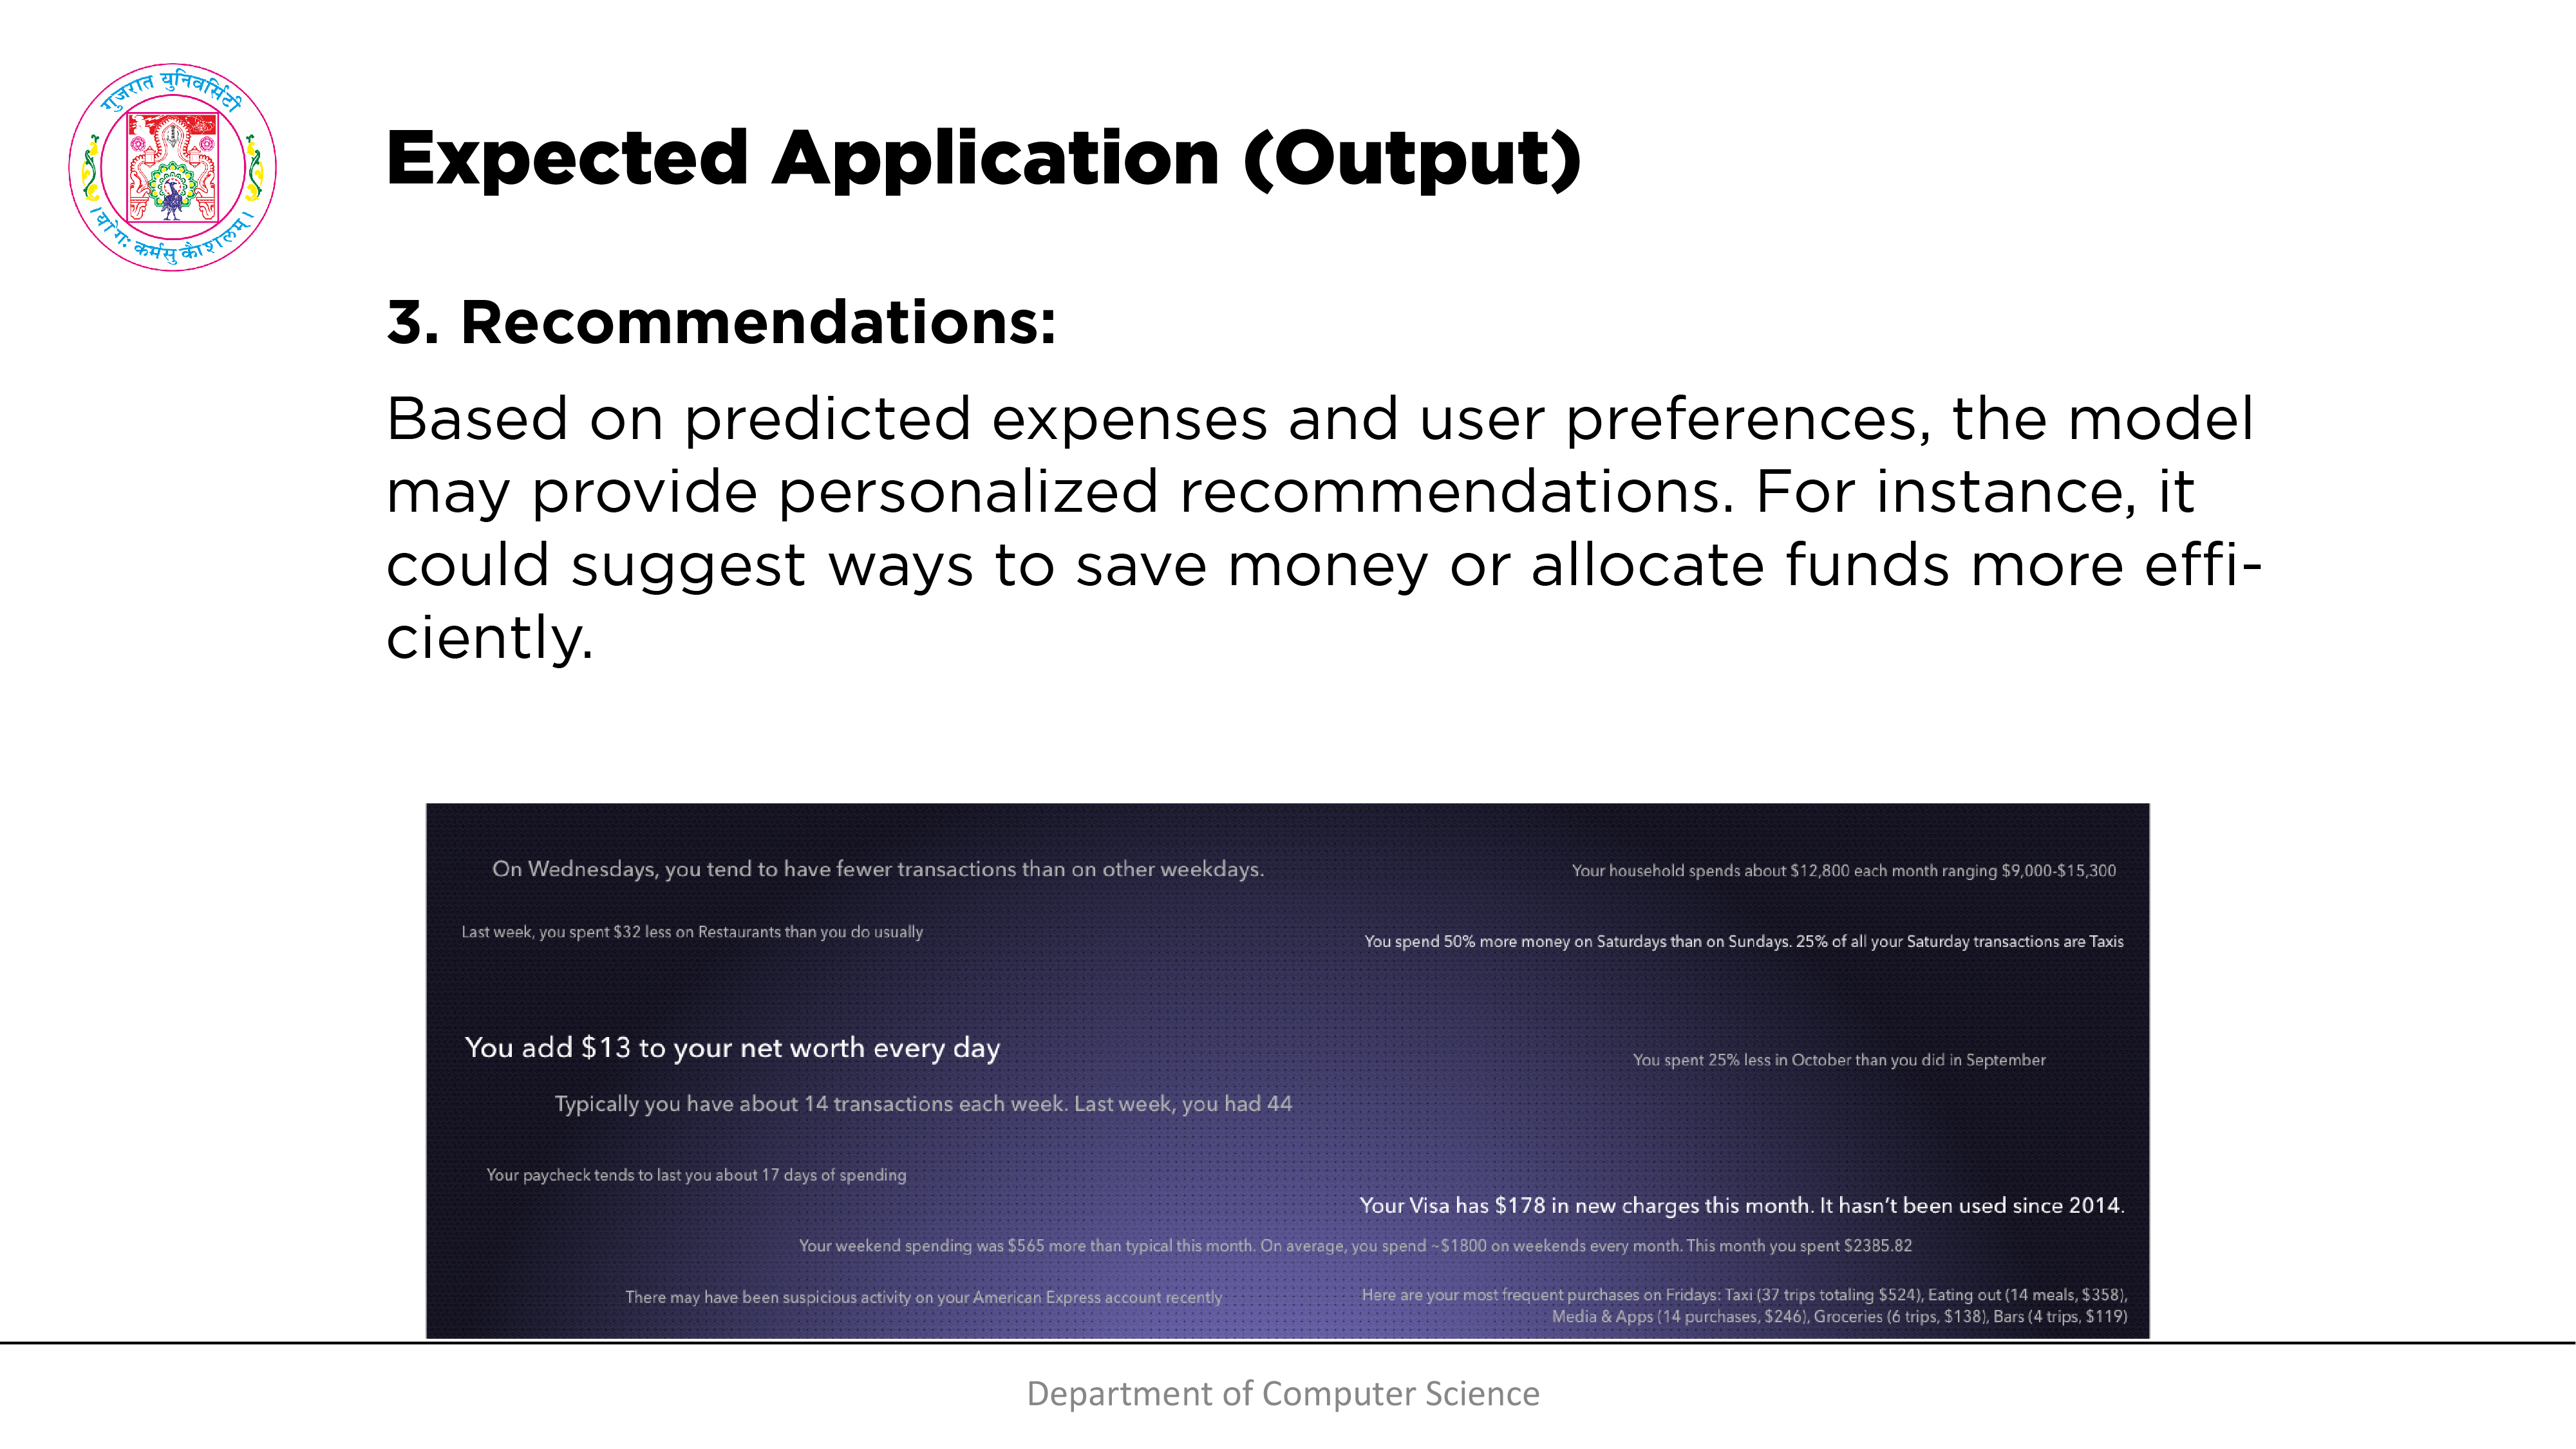 गुजरात युनिवर्सिटी
। योगः कर्मसु कौशलम् ।
Expected Application (Output)
3. Recommendations:
Based on predicted expenses and user preferences, the model
may provide personalized recommendations. For instance, it
could suggest ways to save money or allocate funds more effi-
ciently.
On Wednesdays, you tend to have fewer transactions than on other weekdays.
Your household spends about $12,800 each month ranging $9,000-$15,300
Last week, you spent $32 less on Restaurants than you do usually
You spend 50% more money on Saturdays than on Sundays. 25% of all your Saturday transactions are Taxis
You add $13 to your net worth every day
You spent 25% less in October than you did in September
Typically you have about 14 transactions each week. Last week, you had 44
Your paycheck tends to last you about 17 days of spending
Your Visa has $178 in new charges this month. It hasn't been used since 2014.
Your weekend spending was $565 more than typical this month. On average, you spend ~$1800 on weekends every month. This month you spent $2385.82
There may have been suspicious activity on your American Express account recently
Here are your most frequent purchases on Fridays: Taxi (37 trips totaling $524), Eating out (14 meals, $358),
Media & Apps (14 purchases, $246), Groceries (6 trips, $138), Bars (4 trips, $119)
Department of Computer Science